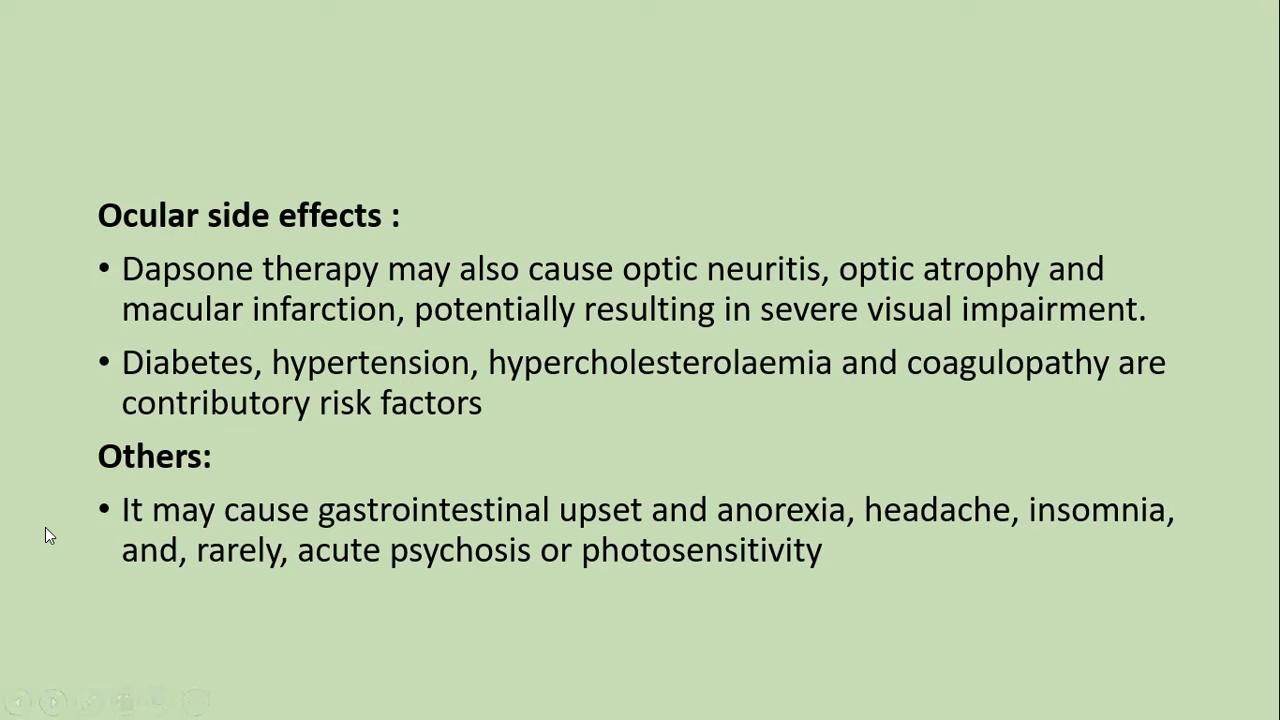 Ocular side effects :
• Dapsone therapy may also cause optic neuritis, optic atrophy and
macular infarction, potentially resulting in severe visual impairment.
• Diabetes, hypertension, hypercholesterolaemia and coagulopathy are
contributory risk factors
Others:
• It may cause gastrointestinal upset and anorexia, headache, insomnia,
and, rarely, acute psychosis or photosensitivity